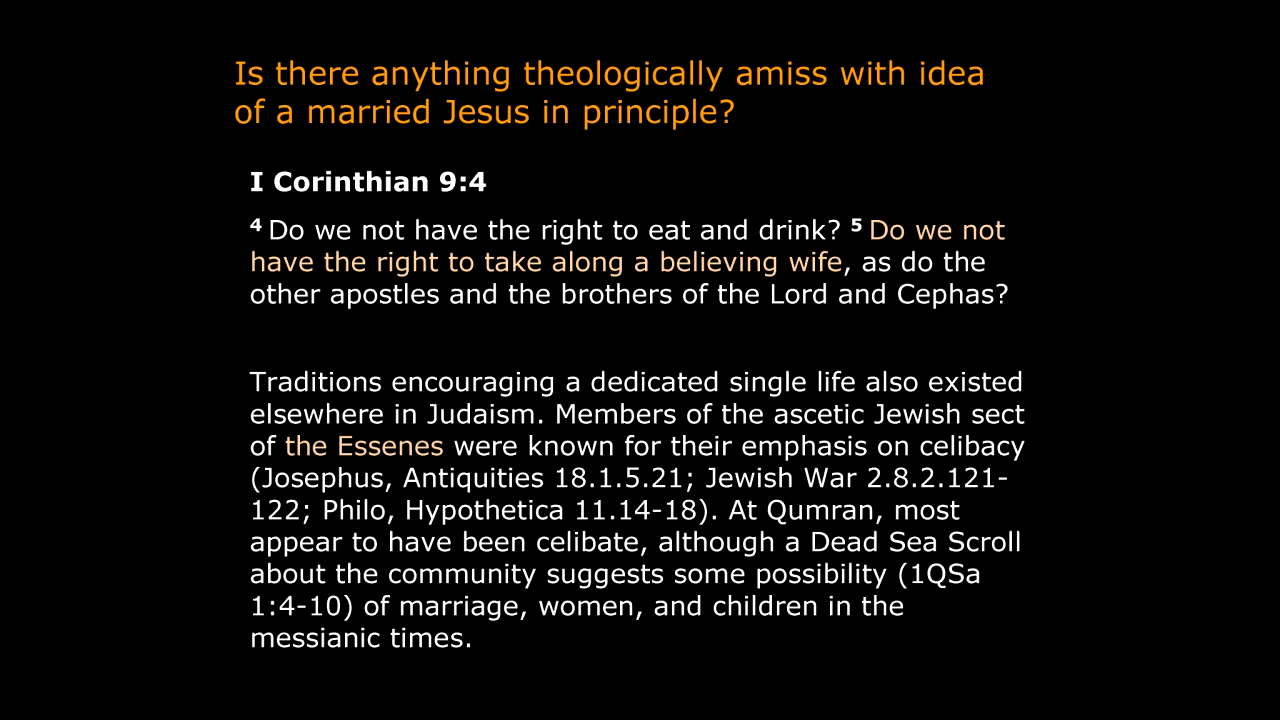 Is there anything theologically amiss with idea
of a married Jesus in principle?
I Corinthian 9:4
4 Do we not have the right to eat and drink? 5 Do we not
have the right to take along a believing wife, as do the
other apostles and the brothers of the Lord and Cephas?
Traditions encouraging a dedicated single life also existed
elsewhere in Judaism. Members of the ascetic Jewish sect
of the Essenes were known for their emphasis on celibacy
(Josephus, Antiquities 18.1.5.21; Jewish War 2.8.2.121-
122; Philo, Hypothetica 11.14-18). At Qumran, most
appear to have been celibate, although a Dead Sea Scroll
about the community suggests some possibility (1QSa
1:4-10) of marriage, women, and children in the
messianic times.